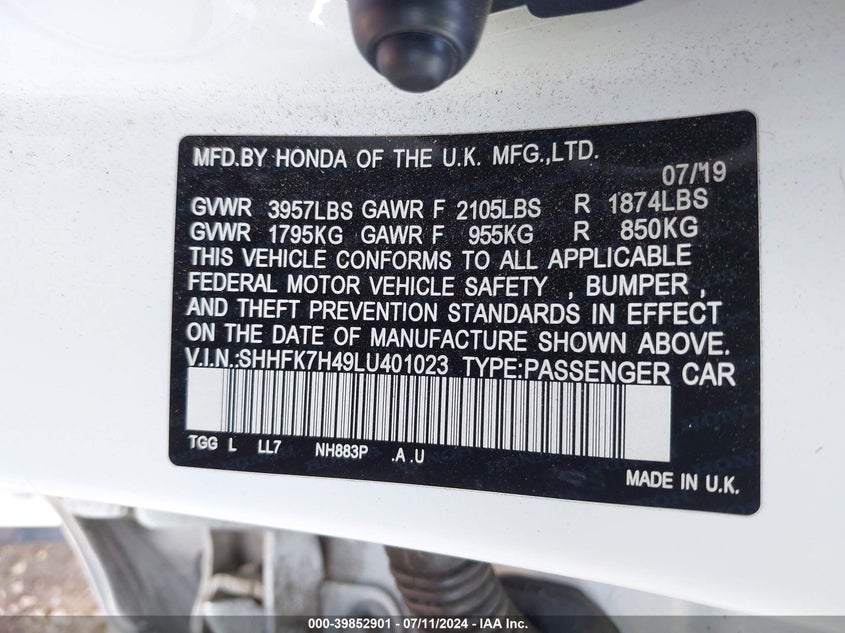 MFD.BY HONDA OF THE U.K. MFG.,LTD.
07/19
GVWR 3957LBS GAWR F 2105LBS R 1874LBS
GVWR 1795KG GAWR F 955KG R 850KG
THIS VEHICLE CONFORMS TO ALL APPLICABLE
FEDERAL MOTOR VEHICLE SAFETY , BUMPER ,
AND THEFT PREVENTION STANDARDS IN EFFECT
ON THE DATE OF MANUFACTURE SHOWN ABOVE.
V.I.N.:SHHFK7H49LU401023 TYPE:PASSENGER CAR
TGG L LL7 NH883P .A .U
MADE IN U.K.
000-39852901 - 07/11/2024 - IAA Inc.